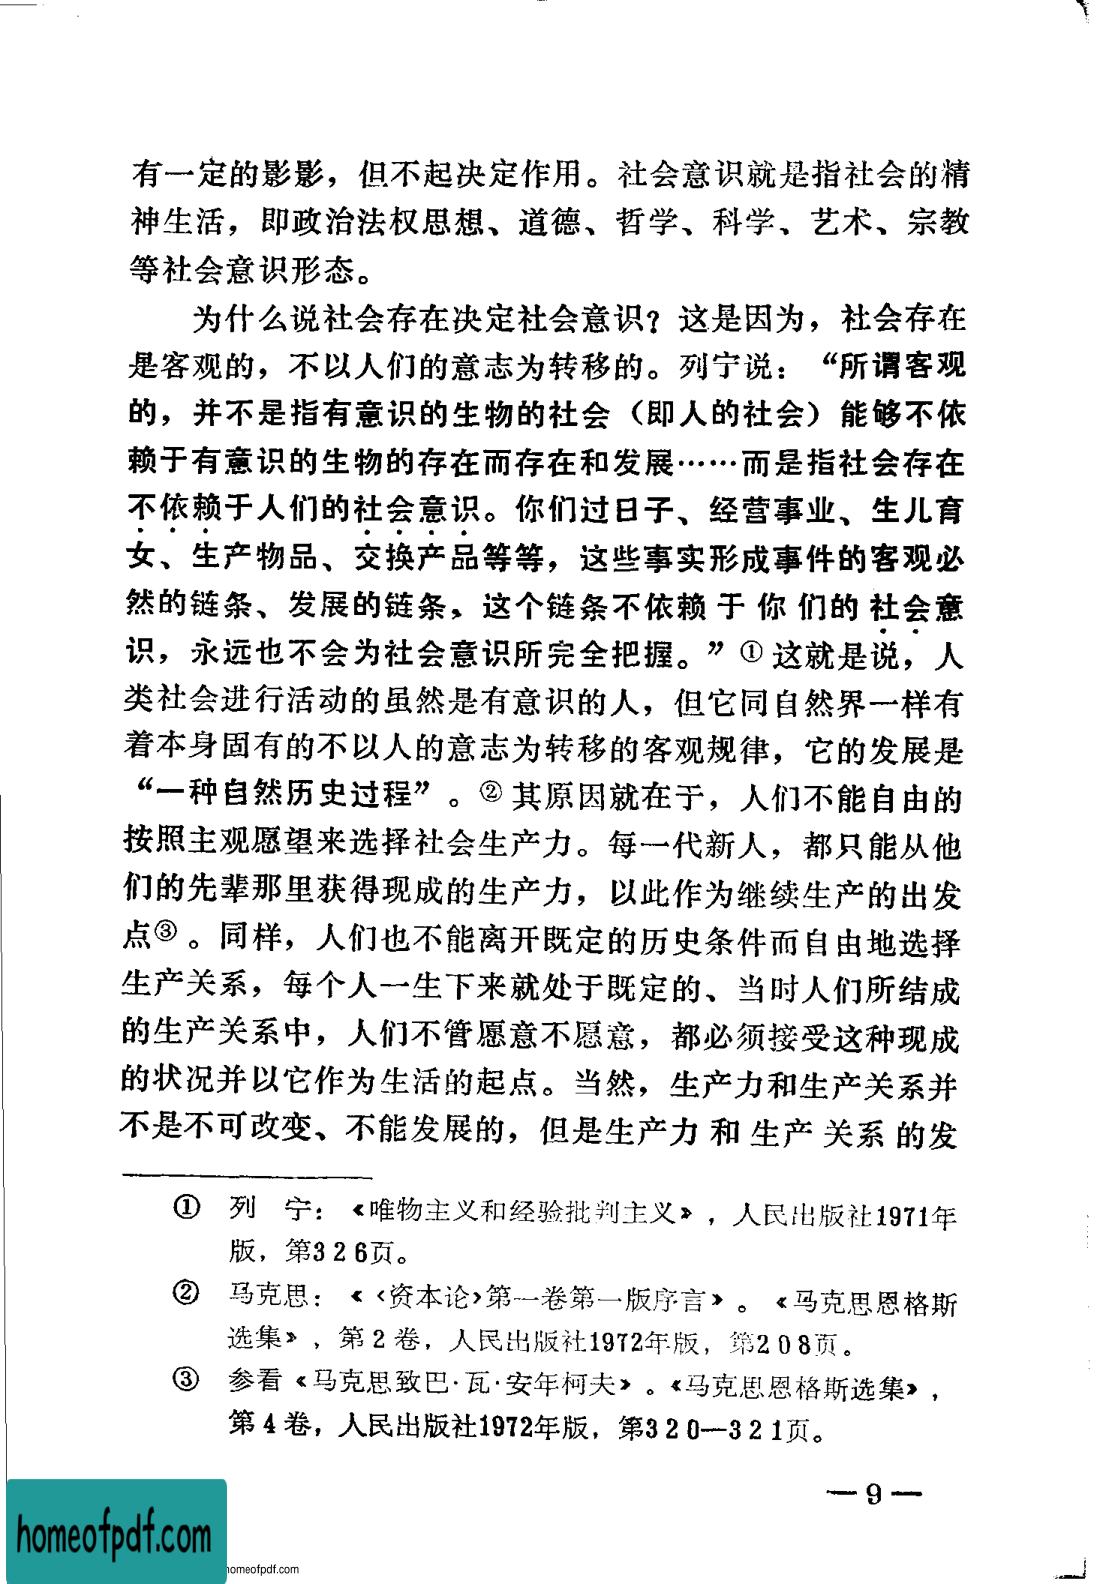 有一定的影影，但不起决定作用。社会意识就是指社会的精
神生活，即政治法权思想、道德、哲学、科学、艺术、宗教
等社会意识形态。
为什么说社会存在决定社会意识？这是因为，社会存在
是客观的，不以人们的意志为转移的。列宁说：“所谓客观
的，并不是指有意识的生物的社会（即人的社会）能够不依
赖于有意识的生物的存在而存在和发展……而是指社会存在
不依赖于人们的社会意识。你们过日子、经营事业、生儿育
女、生产物品、交换产品等等，这些事实形成事件的客观必
然的链条、发展的链条，这个链条不依赖于你们的社会意
识，永远也不会为社会意识所完全把握。”①这就是说，人
类社会进行活动的虽然是有意识的人，但它同自然界一样有
着本身固有的不以人的意志为转移的客观规律，它的发展是
“一种自然历史过程”。②其原因就在于，人们不能自由的
按照主观愿望来选择社会生产力。每一代新人，都只能从他
们的先辈那里获得现成的生产力，以此作为继续生产的出发
点③。同样，人们也不能离开既定的历史条件而自由地选择
生产关系，每个人一生下来就处于既定的、当时人们所结成
的生产关系中，人们不管愿意不愿意，都必须接受这种现成
的状况并以它作为生活的起点。当然，生产力和生产关系并
不是不可改变、不能发展的，但是生产力和生产关系的发
① 列 宁：《唯物主义和经验批判主义》，人民出版社1971年
版，第326页。
② 马克思：《〈资本论〉第一卷第一版序言》。《马克思恩格斯
选集》，第2卷，人民出版社1972年版，第208页。
③ 参看《马克思致巴·瓦·安年柯夫》。《马克思恩格斯选集》，
第4卷，人民出版社1972年版，第320—321页。
—9—
homeofpdf.com
homeofpdf.com